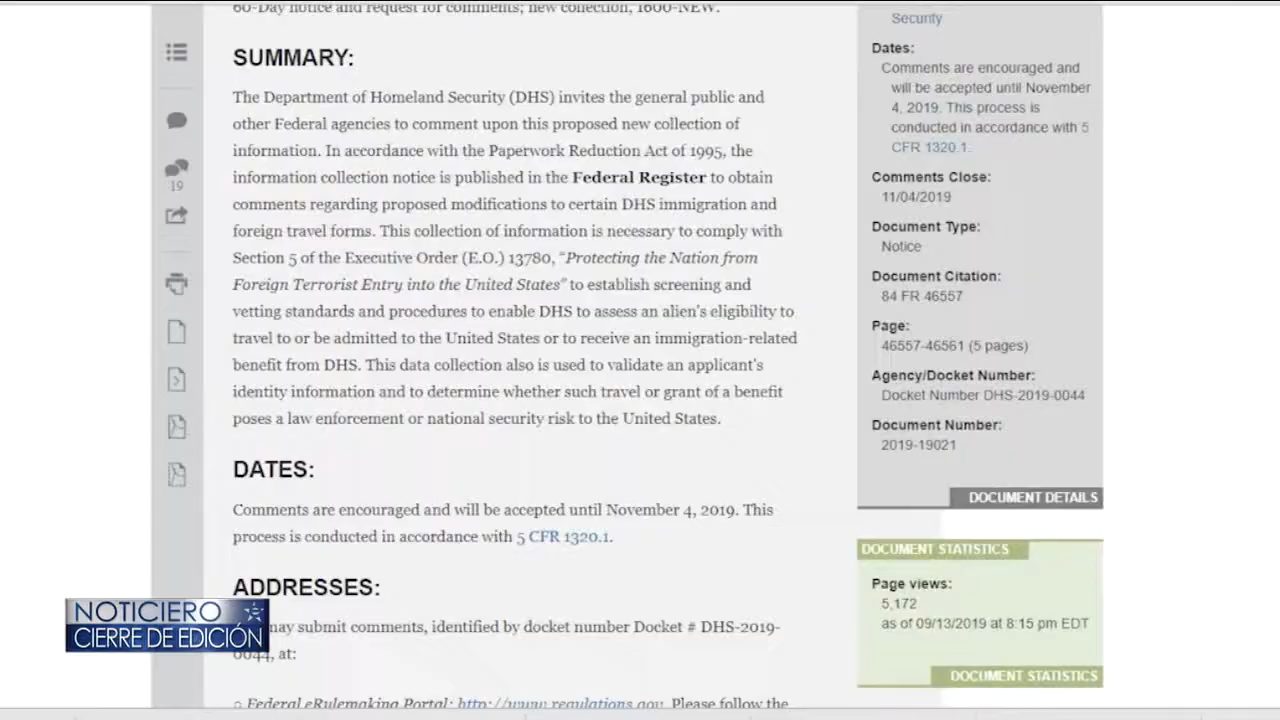 60-Day notice and request for comments; new collection, 1600-NEW.
SUMMARY:
The Department of Homeland Security (DHS) invites the general public and
other Federal agencies to comment upon this proposed new collection of
information. In accordance with the Paperwork Reduction Act of 1995, the
information collection notice is published in the Federal Register to obtain
comments regarding proposed modifications to certain DHS immigration and
foreign travel forms. This collection of information is necessary to comply with
Section 5 of the Executive Order (E.O.) 13780, “Protecting the Nation from
Foreign Terrorist Entry into the United States” to establish screening and
vetting standards and procedures to enable DHS to assess an alien’s eligibility to
travel to or be admitted to the United States or to receive an immigration-related
benefit from DHS. This data collection also is used to validate an applicant’s
identity information and to determine whether such travel or grant of a benefit
poses a law enforcement or national security risk to the United States.
DATES:
Comments are encouraged and will be accepted until November 4, 2019. This
process is conducted in accordance with 5 CFR 1320.1.
ADDRESSES:
may submit comments, identified by docket number Docket # DHS-2019-
0044, at:
Federal eRulemaking Portal: http://www.regulations.gov. Please follow the
19
Security
Dates:
Comments are encouraged and
will be accepted until November
4, 2019. This process is
conducted in accordance with 5
CFR 1320.1.
Comments Close:
11/04/2019
Document Type:
Notice
Document Citation:
84 FR 46557
Page:
46557-46561 (5 pages)
Agency/Docket Number:
Docket Number DHS-2019-0044
Document Number:
2019-19021
DOCUMENT DETAILS
DOCUMENT STATISTICS
Page views:
5,172
as of 09/13/2019 at 8:15 pm EDT
DOCUMENT STATISTICS
NOTICIERO
CIERRE DE EDICIÓN